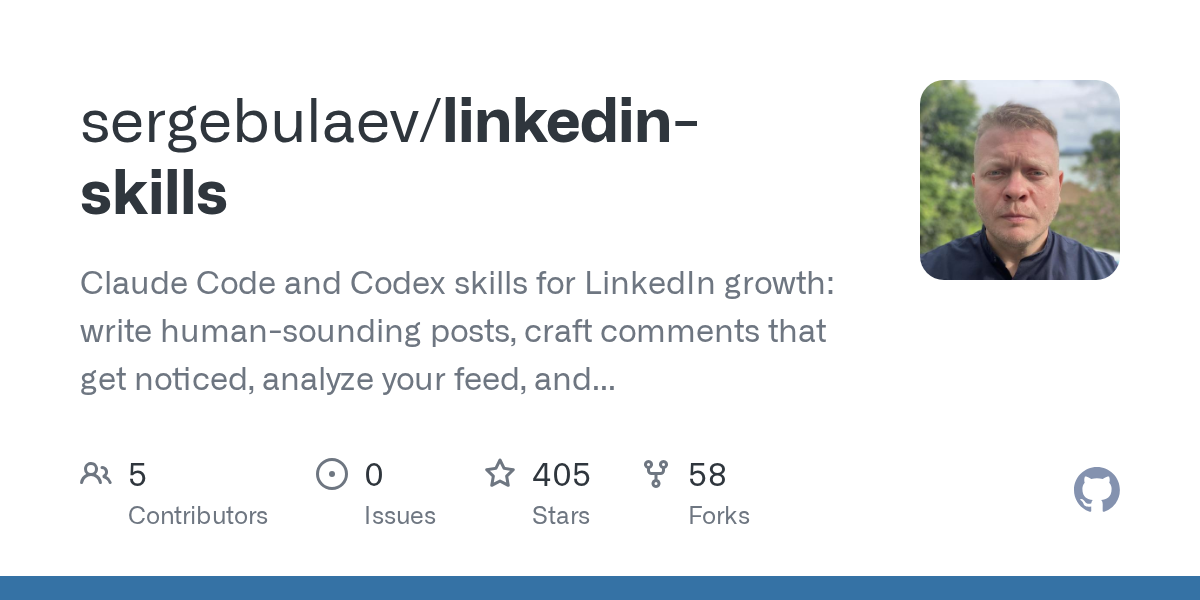 sergebulaev/linkedin-
skills
Claude Code and Codex skills for LinkedIn growth:
write human-sounding posts, craft comments that
get noticed, analyze your feed, and...
5 0 405 58
Contributors Issues Stars Forks